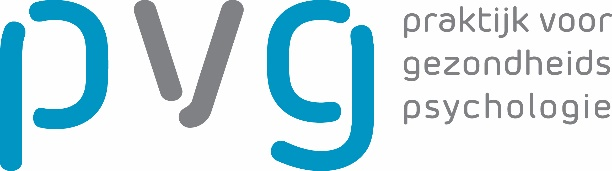 pvg
praktijk voor
gezondheids
psychologie